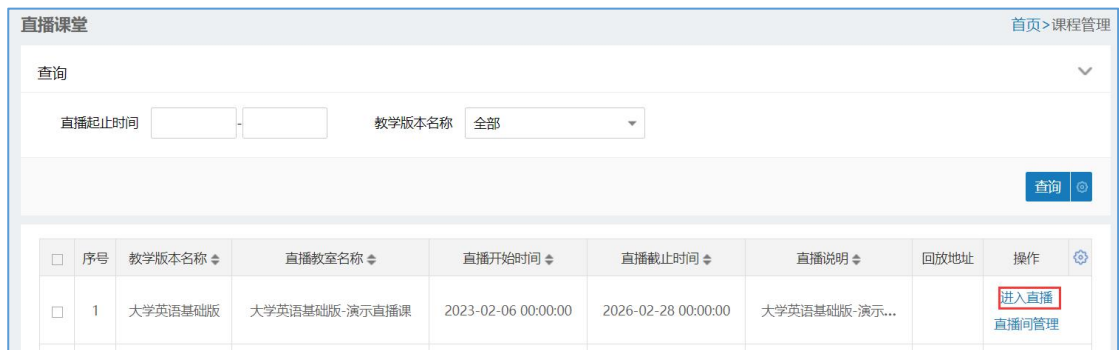 直播课堂 首页>课程管理
查询
直播起止时间 - 教学版本名称 全部
查询
序号 教学版本名称 直播教室名称 直播开始时间 直播截止时间 直播说明 回放地址 操作
1 大学英语基础版 大学英语基础版-演示直播课 2023-02-06 00:00:00 2026-02-28 00:00:00 大学英语基础版-演示... 进入直播
直播间管理